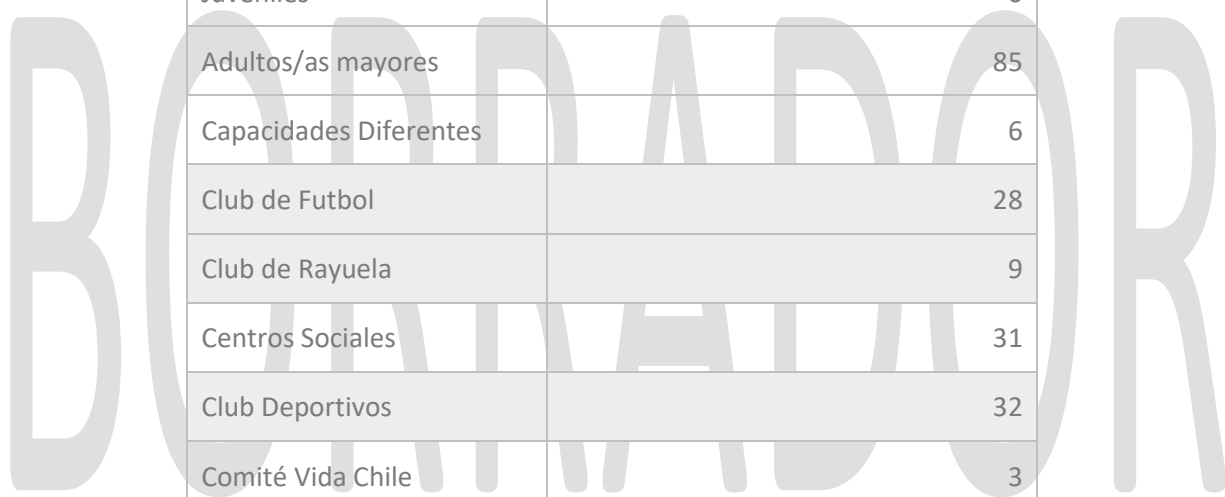 Adultos/as mayores 85
Capacidades Diferentes 6
Club de Futbol 28
Club de Rayuela 9
Centros Sociales 31
Club Deportivos 32
Comité Vida Chile 3
BORRADOR